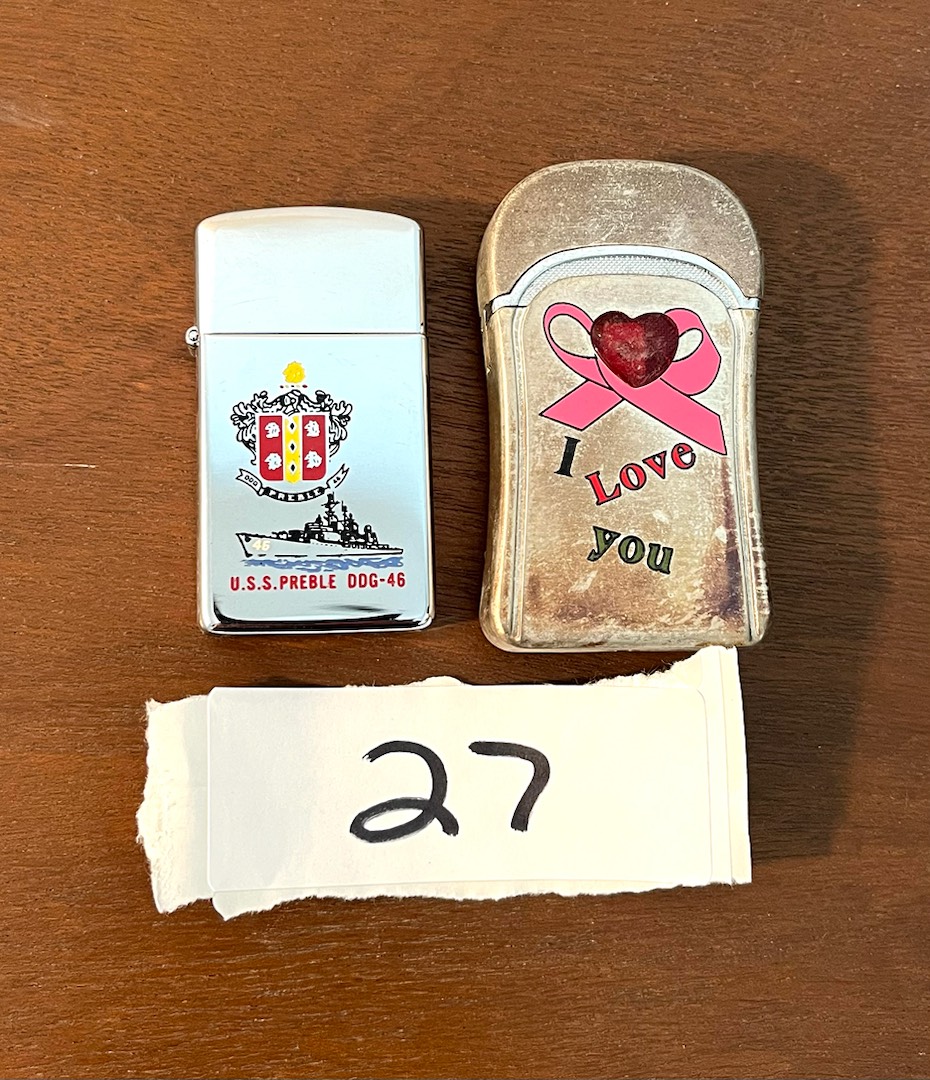 DDG PREBLE 46
46
U.S.S. PREBLE DDG-46
I
Love
you
27